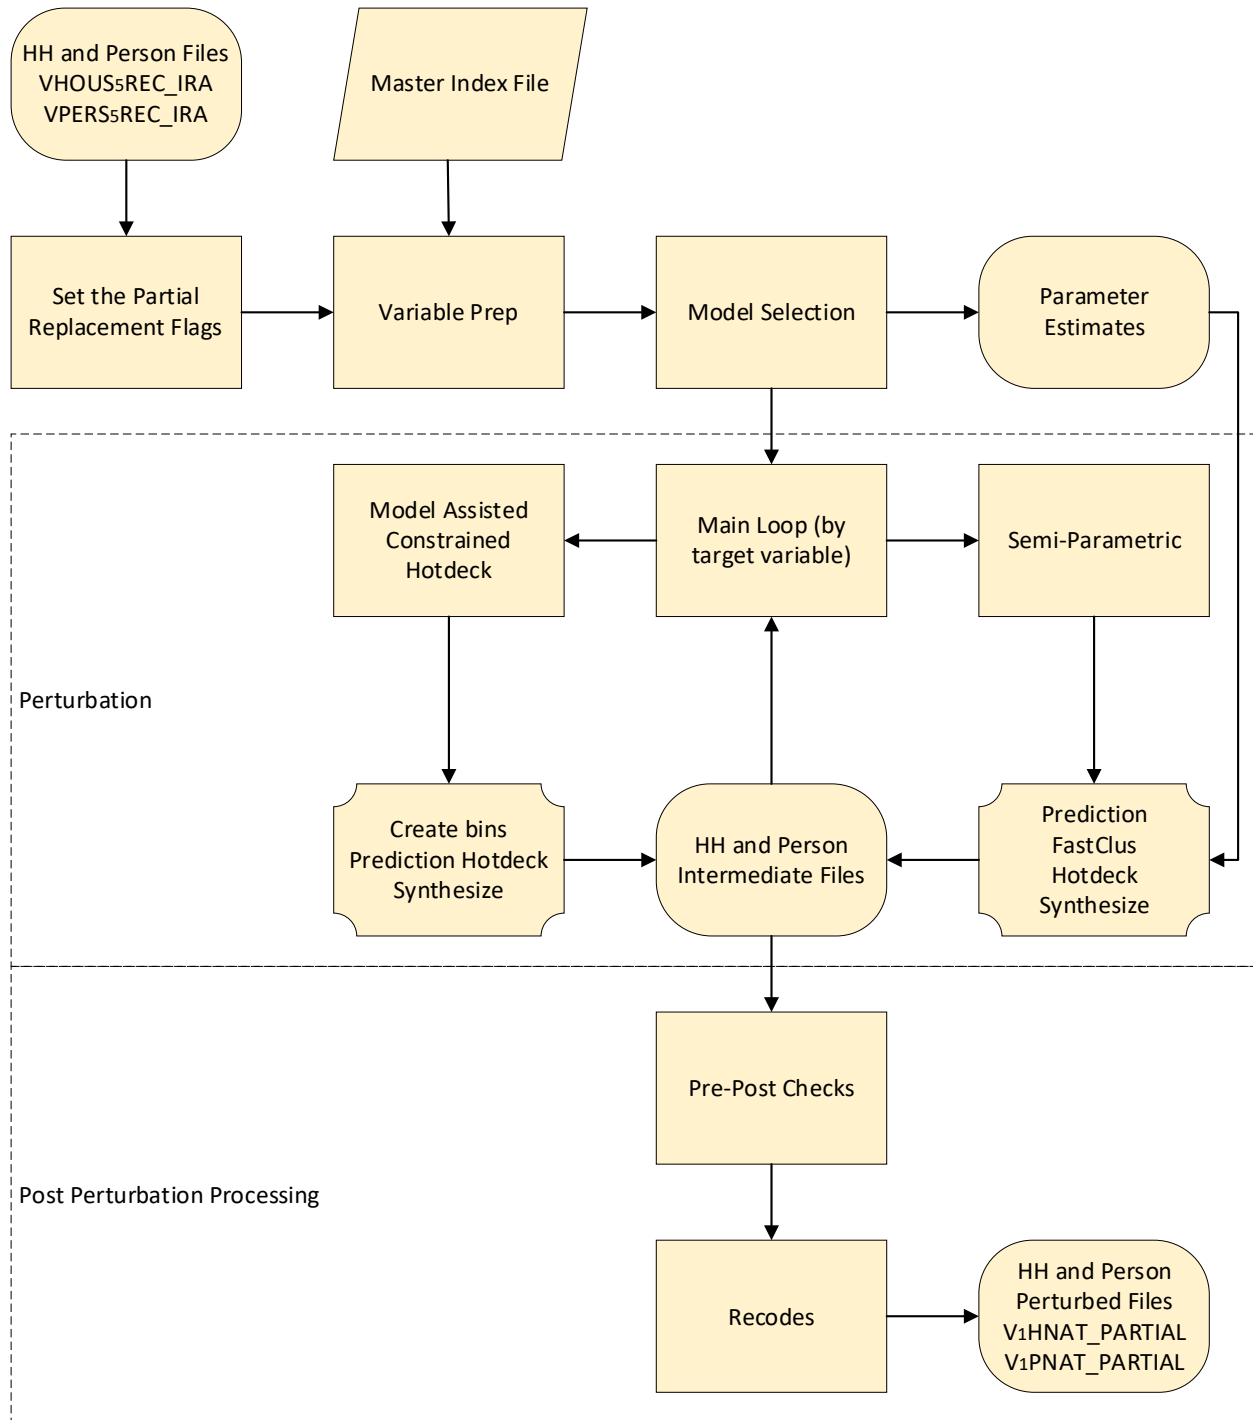 HH and Person Files
VHOUS5REC_IRA
VPERS5REC_IRA
Master Index File
Set the Partial
Replacement Flags
Variable Prep
Model Selection
Parameter
Estimates
Model Assisted
Constrained
Hotdeck
Main Loop (by
target variable)
Semi-Parametric
Perturbation
Create bins
Prediction Hotdeck
Synthesize
HH and Person
Intermediate Files
Prediction
FastClus
Hotdeck
Synthesize
Pre-Post Checks
Post Perturbation Processing
Recodes
HH and Person
Perturbed Files
V1HNAT_PARTIAL
V1PNAT_PARTIAL